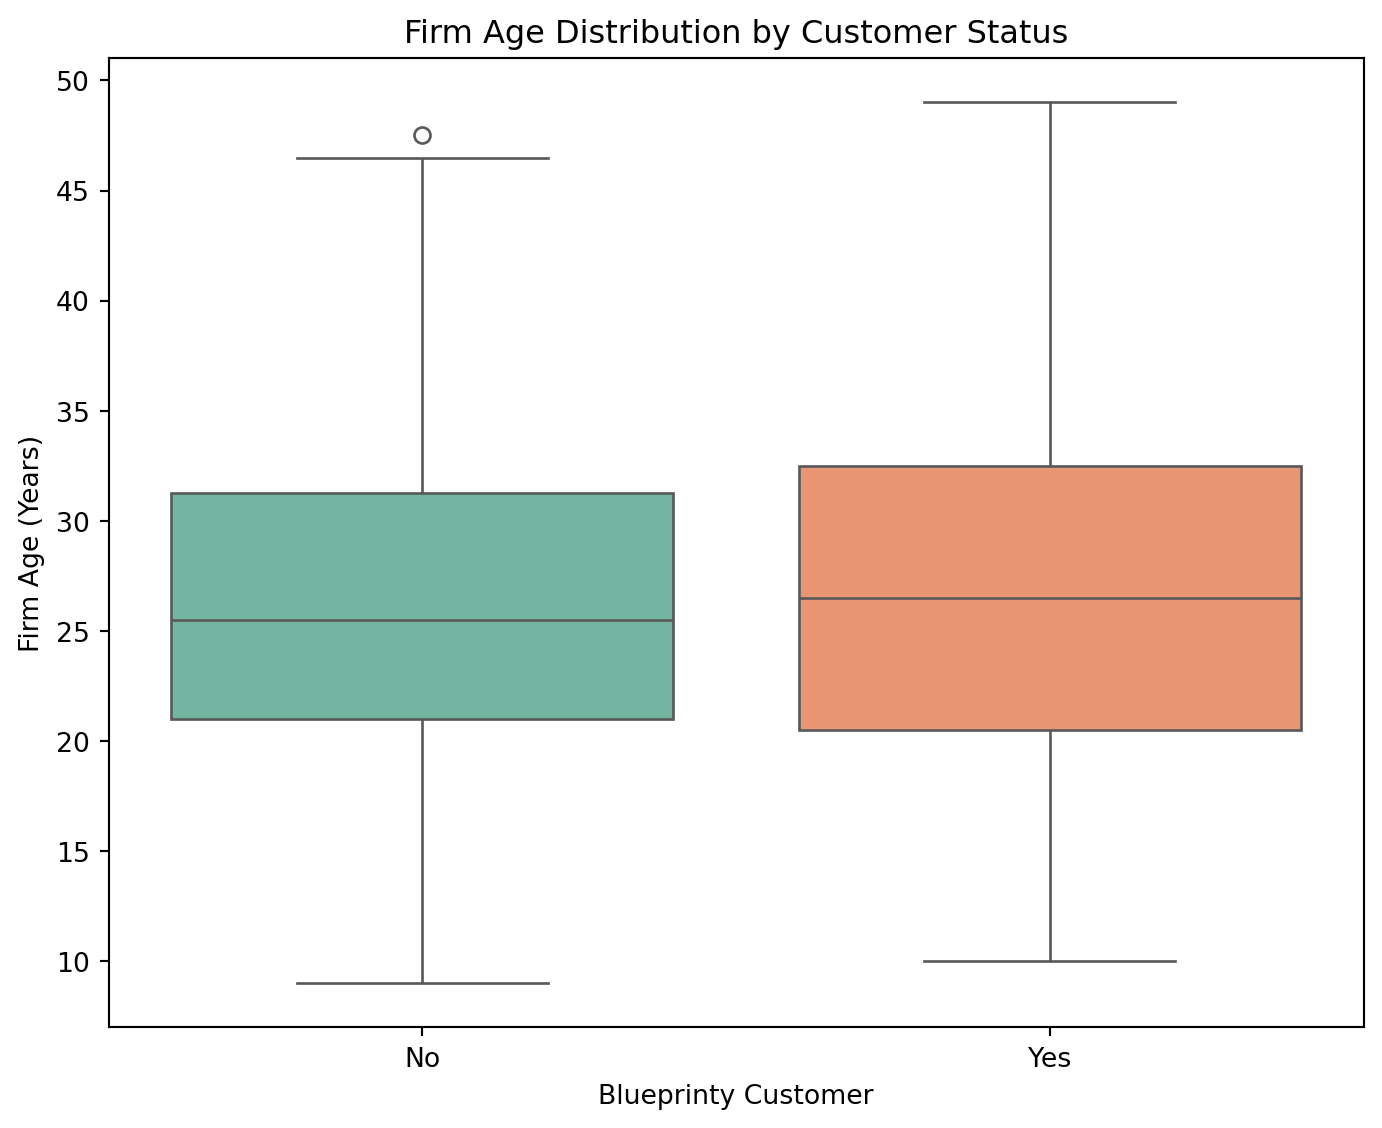 Firm Age Distribution by Customer Status
50
45
40
35
30
25
20
15
10
Firm Age (Years)
No
Yes
Blueprinty Customer